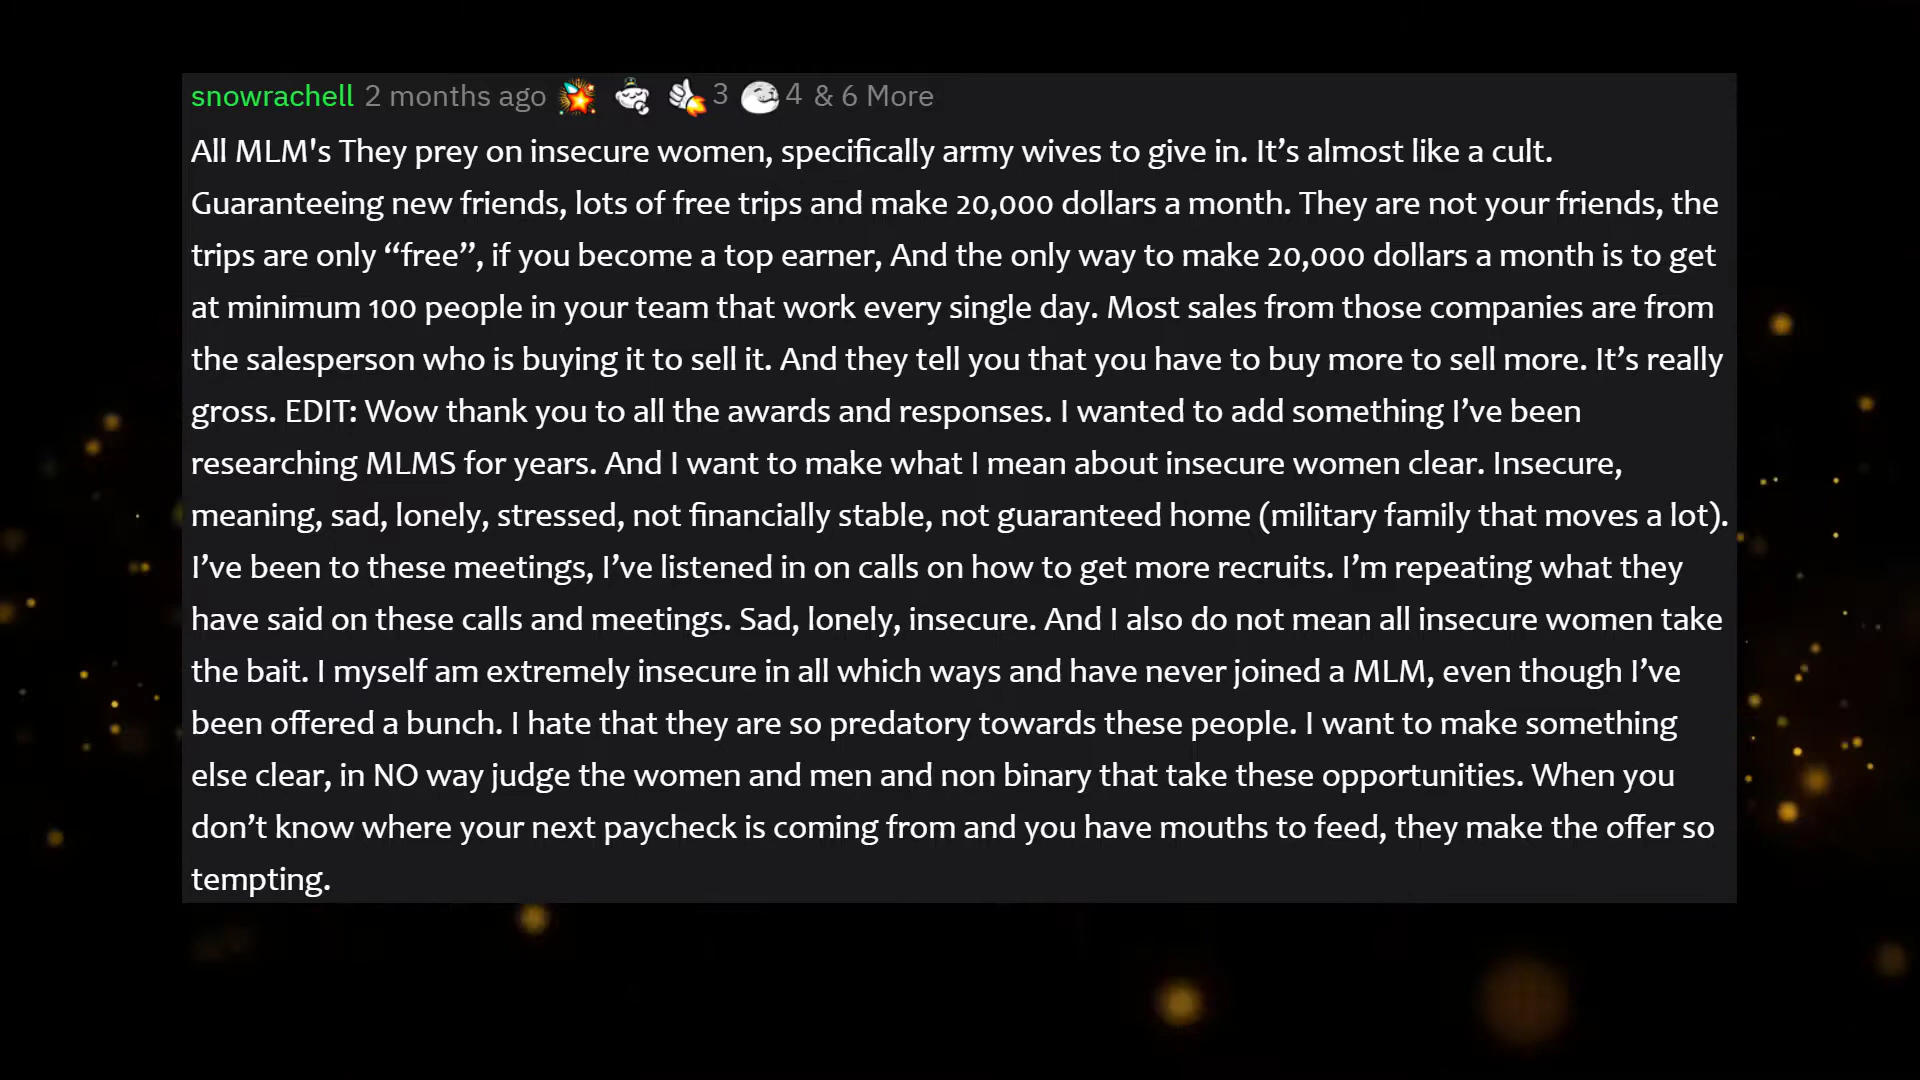 snowrachell 2 months ago 3 4 & 6 More
All MLM's They prey on insecure women, specifically army wives to give in. It’s almost like a cult.
Guaranteeing new friends, lots of free trips and make 20,000 dollars a month. They are not your friends, the
trips are only “free”, if you become a top earner, And the only way to make 20,000 dollars a month is to get
at minimum 100 people in your team that work every single day. Most sales from those companies are from
the salesperson who is buying it to sell it. And they tell you that you have to buy more to sell more. It’s really
gross. EDIT: Wow thank you to all the awards and responses. I wanted to add something I’ve been
researching MLMS for years. And I want to make what I mean about insecure women clear. Insecure,
meaning, sad, lonely, stressed, not financially stable, not guaranteed home (military family that moves a lot).
I’ve been to these meetings, I’ve listened in on calls on how to get more recruits. I’m repeating what they
have said on these calls and meetings. Sad, lonely, insecure. And I also do not mean all insecure women take
the bait. I myself am extremely insecure in all which ways and have never joined a MLM, even though I’ve
been offered a bunch. I hate that they are so predatory towards these people. I want to make something
else clear, in NO way judge the women and men and non binary that take these opportunities. When you
don’t know where your next paycheck is coming from and you have mouths to feed, they make the offer so
tempting.